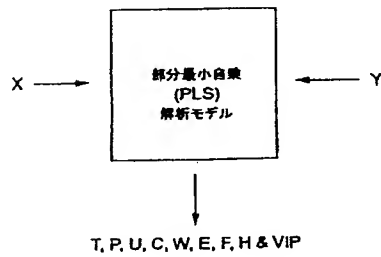 X
部分最小自乗
(PLS)
解析モデル
Y
T, P, U, C, W, E, F, H & VIP